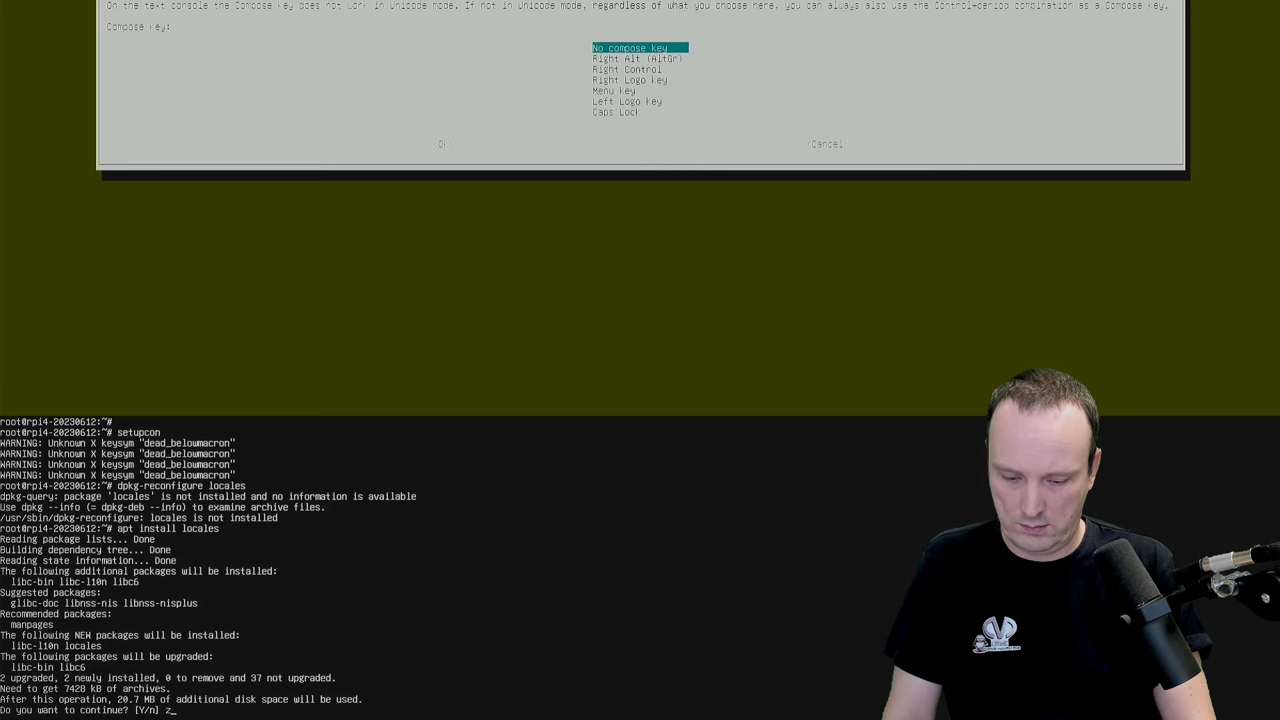 On the text console the Compose key does not work in Unicode mode. If not in Unicode mode, regardless of what you choose here, you can always also use the Control+period combination as a Compose key.
Compose key:
No compose key
Right Alt (AltGr)
Right Control
Right Logo key
Menu key
Left Logo key
Caps Lock
<Ok>
<Cancel>
root@rpi4-20230612:~#
root@rpi4-20230612:~# setupcon
WARNING: Unknown X keysym "dead_belowmacron"
WARNING: Unknown X keysym "dead_belowmacron"
WARNING: Unknown X keysym "dead_belowmacron"
WARNING: Unknown X keysym "dead_belowmacron"
root@rpi4-20230612:~# dpkg-reconfigure locales
dpkg-query: package 'locales' is not installed and no information is available
Use dpkg --info (= dpkg-deb --info) to examine archive files.
/usr/sbin/dpkg-reconfigure: locales is not installed
root@rpi4-20230612:~# apt install locales
Reading package lists... Done
Building dependency tree... Done
Reading state information... Done
The following additional packages will be installed:
libc-bin libc-l10n libc6
Suggested packages:
glibc-doc libnss-nis libnss-nisplus
Recommended packages:
manpages
The following NEW packages will be installed:
libc-l10n locales
The following packages will be upgraded:
libc-bin libc6
2 upgraded, 2 newly installed, 0 to remove and 37 not upgraded.
Need to get 7428 kB of archives.
After this operation, 20.7 MB of additional disk space will be used.
Do you want to continue? [Y/n] z_